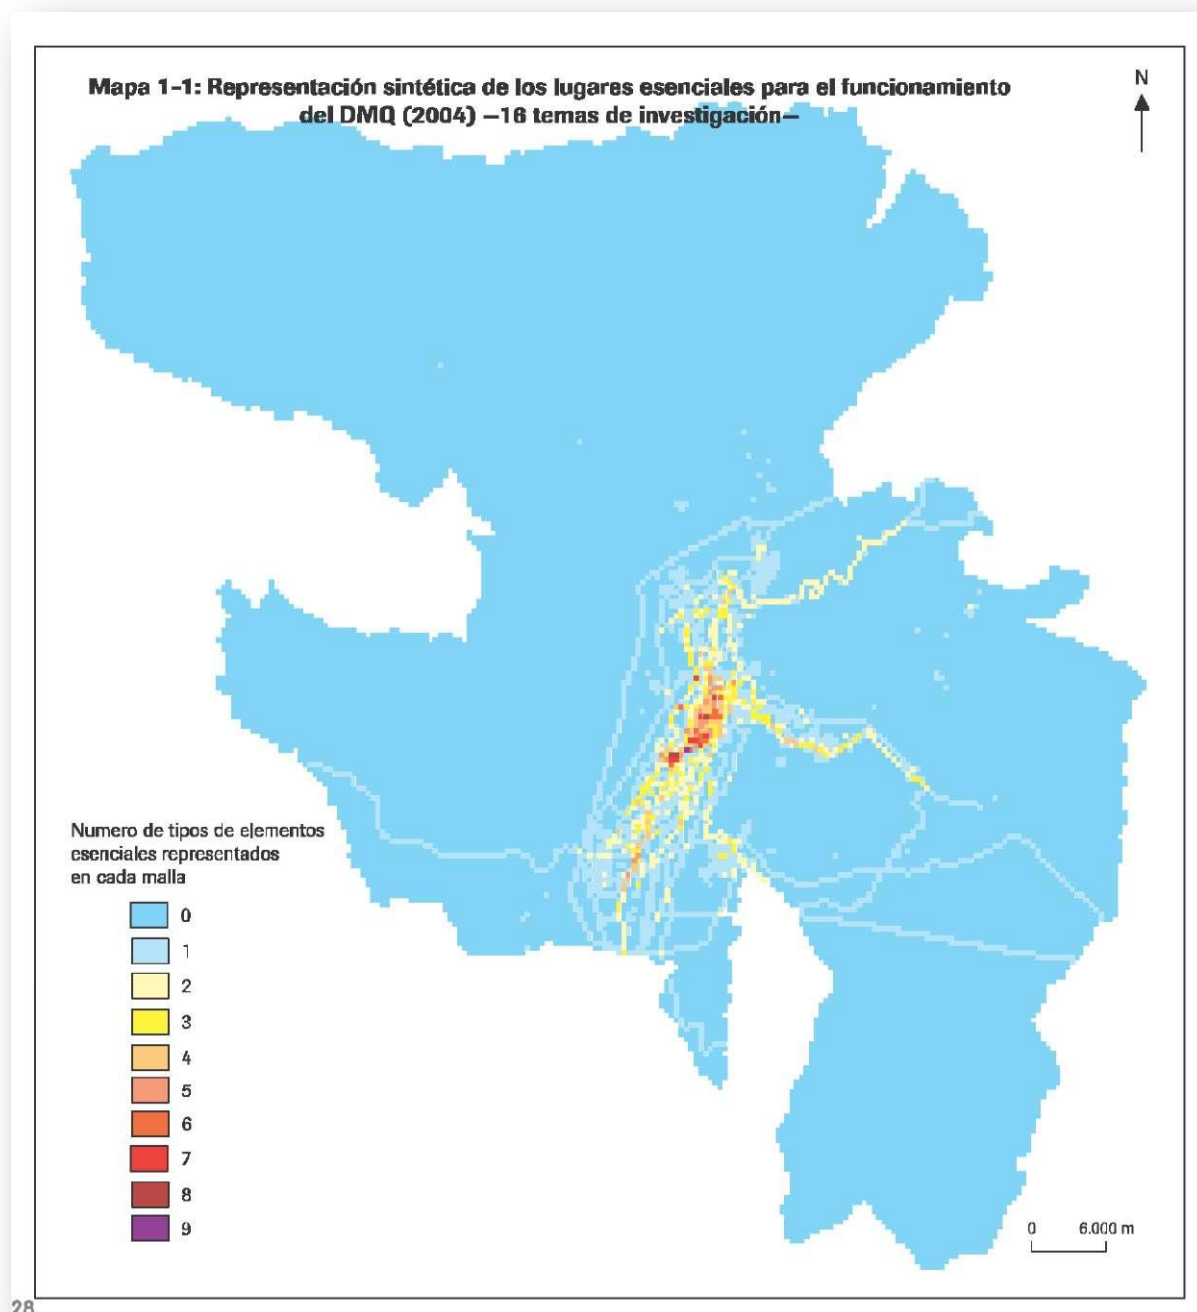 Mapa 1-1: Representación sintética de los lugares esenciales para el funcionamiento
del DMQ (2004) —16 temas de investigación—
N
Numero de tipos de elementos
esenciales representados
en cada malla
0
1
2
3
4
5
6
7
8
9
0 6.000 m
28